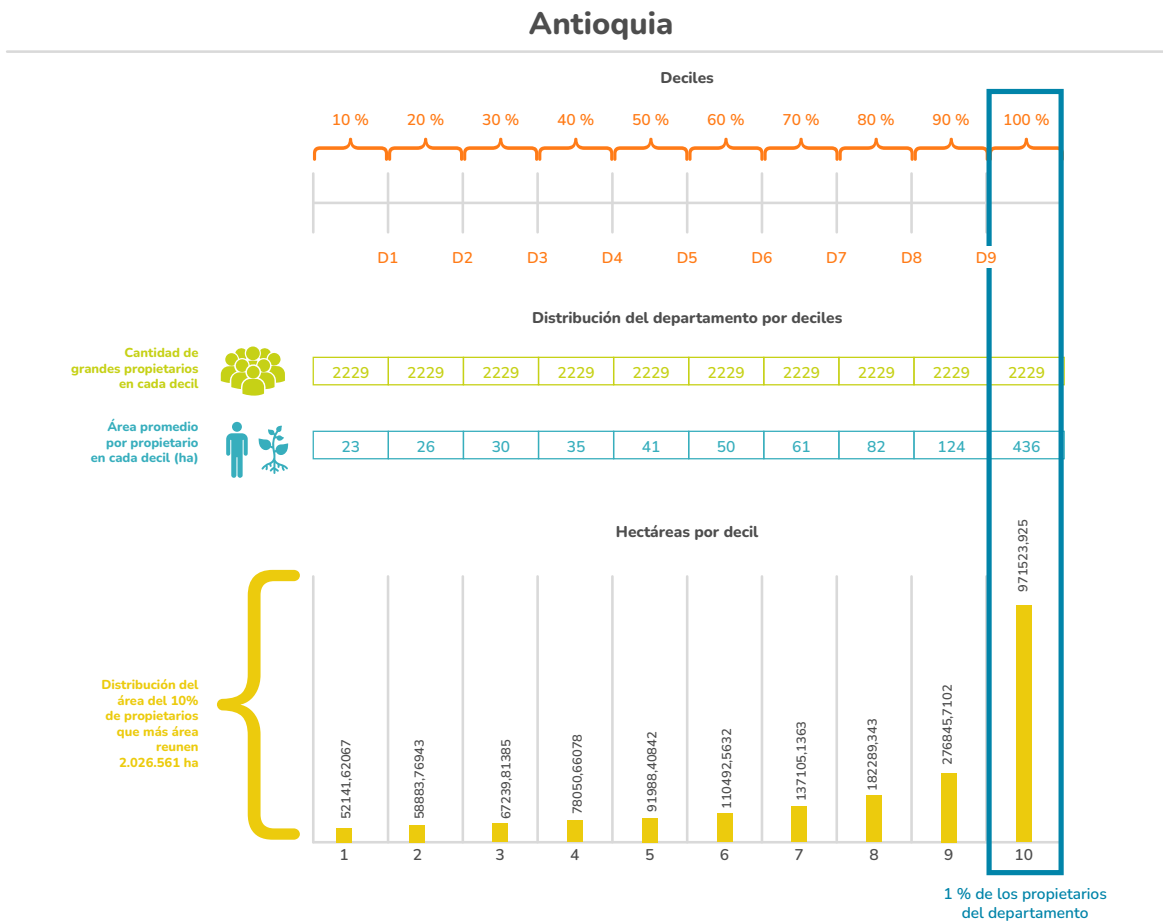 Antioquia
Deciles
10 % 20 % 30 % 40 % 50 % 60 % 70 % 80 % 90 % 100 %
D1 D2 D3 D4 D5 D6 D7 D8 D9
Distribución del departamento por deciles
Cantidad de
grandes propietarios
en cada decil
2229 2229 2229 2229 2229 2229 2229 2229 2229 2229
Área promedio
por propietario
en cada decil (ha)
23 26 30 35 41 50 61 82 124 436
Hectáreas por decil
Distribución del
área del 10%
de propietarios
que más área
reunen
2.026.561 ha
52141,62067
58883,76943
67239,81385
78050,66078
91988,40842
110492,5632
137105,1363
182289,343
276845,7102
971523,925
1 2 3 4 5 6 7 8 9 10
1 % de los propietarios
del departamento